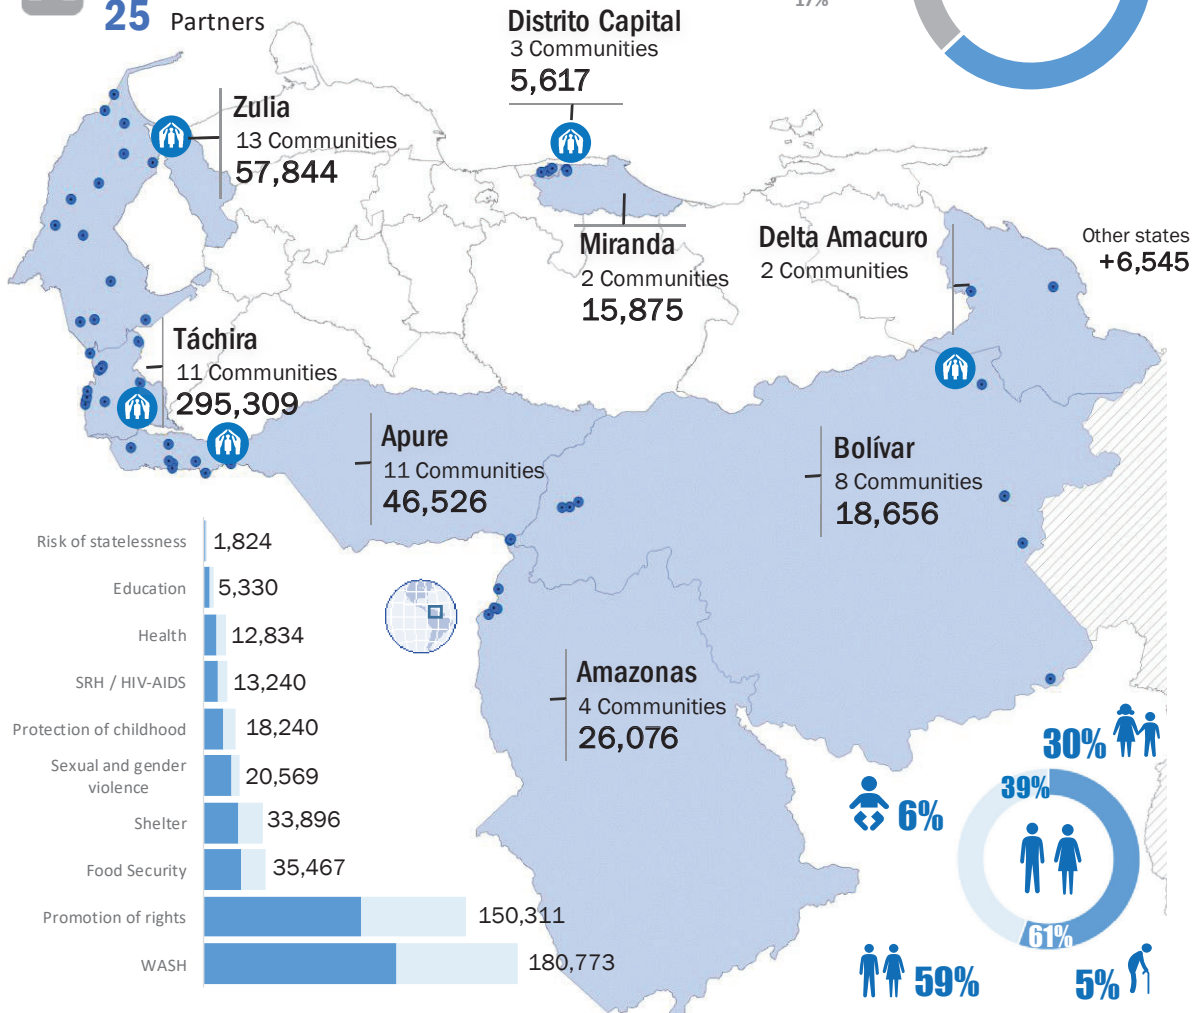 25 Partners
17%
Distrito Capital
3 Communities
5,617
Zulia
13 Communities
57,844
Miranda
2 Communities
15,875
Delta Amacuro
2 Communities
Other states
+6,545
Táchira
11 Communities
295,309
Apure
11 Communities
46,526
Bolívar
8 Communities
18,656
Amazonas
4 Communities
26,076
Risk of statelessness 1,824
Education 5,330
Health 12,834
SRH / HIV-AIDS 13,240
Protection of childhood 18,240
Sexual and gender
violence 20,569
Shelter 33,896
Food Security 35,467
Promotion of rights 150,311
WASH 180,773
30%
39%
6%
61%
59%
5%